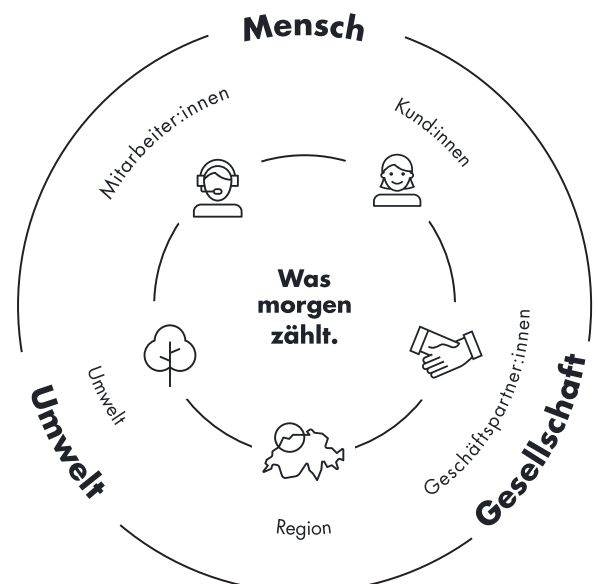 Mensch
Mitarbeiter:innen
Kund:innen
Was
morgen
zählt.
Umwelt
Geschäftspartner:innen
Umwelt
Gesellschaft
Region